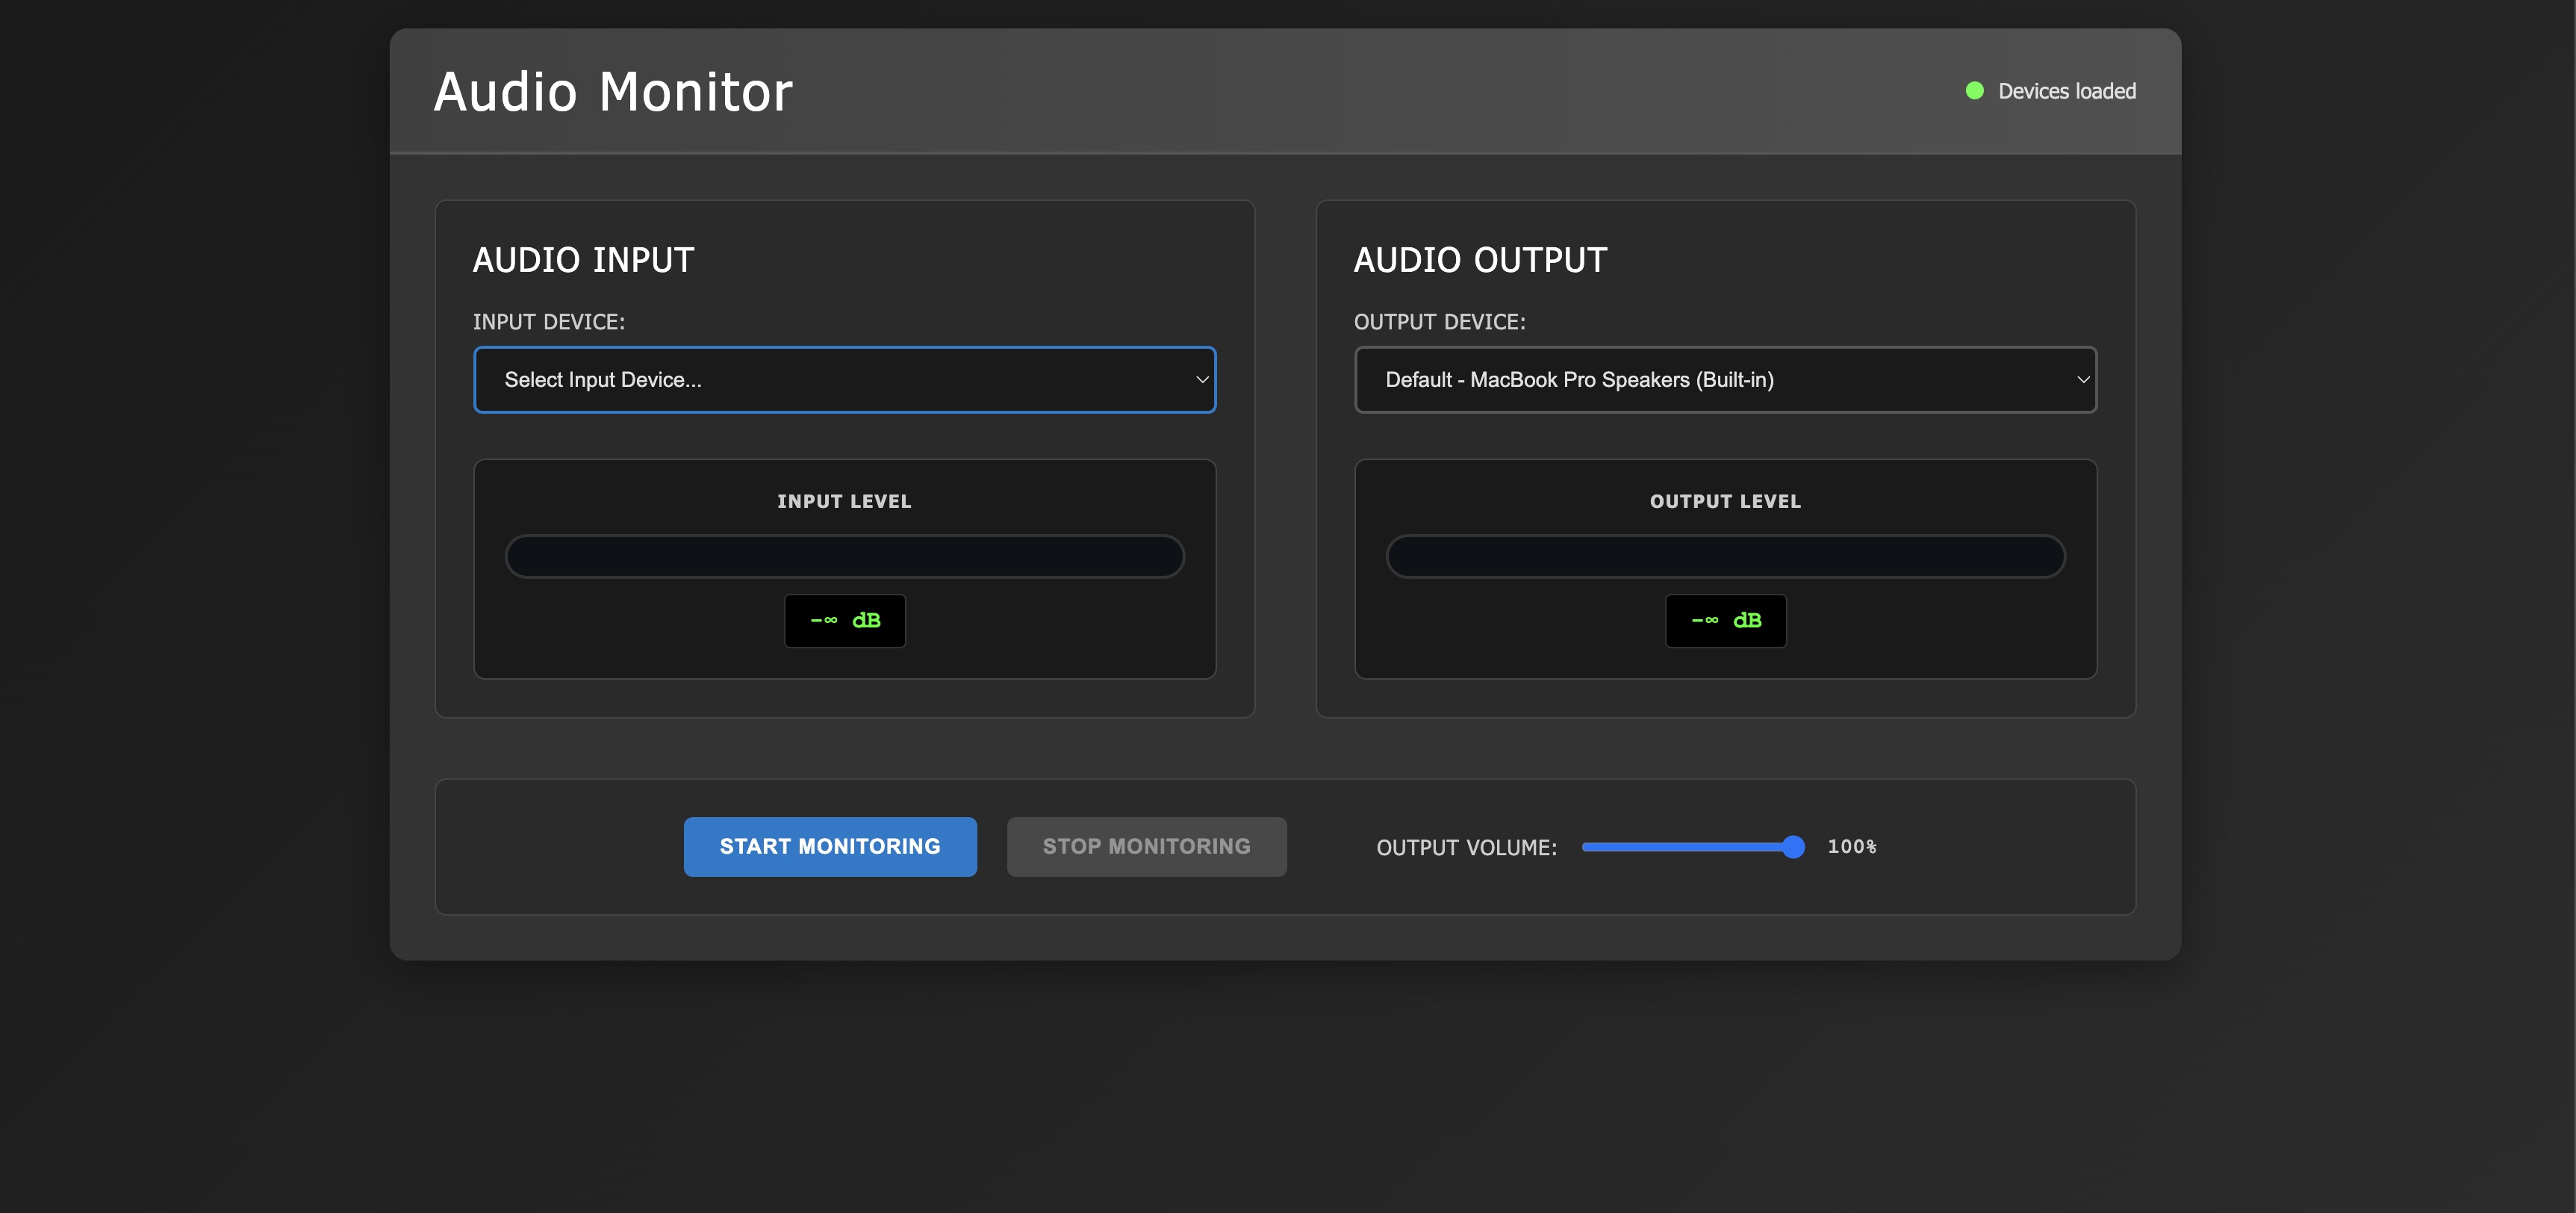 Audio Monitor
Devices loaded
AUDIO INPUT
INPUT DEVICE:
Select Input Device...
INPUT LEVEL
-∞ dB
AUDIO OUTPUT
OUTPUT DEVICE:
Default - MacBook Pro Speakers (Built-in)
OUTPUT LEVEL
-∞ dB
START MONITORING
STOP MONITORING
OUTPUT VOLUME:
100%